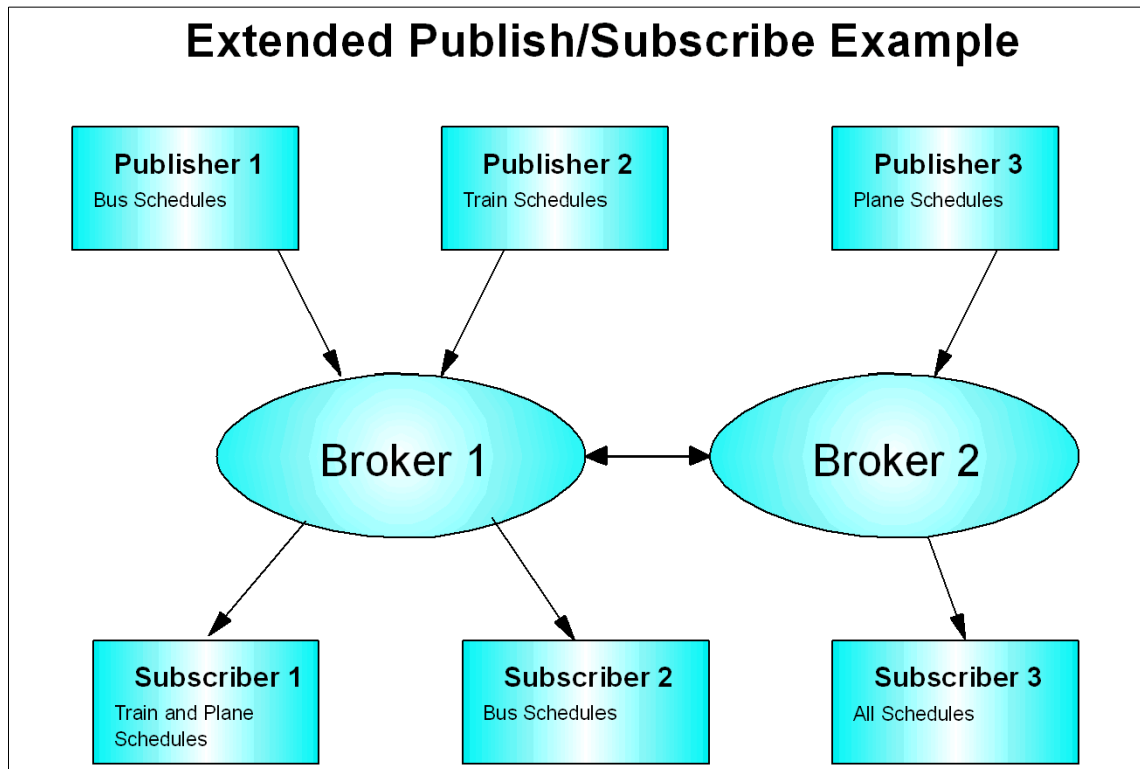 Extended Publish/Subscribe Example
Publisher 1
Bus Schedules
Publisher 2
Train Schedules
Publisher 3
Plane Schedules
Broker 1
Broker 2
Subscriber 1
Train and Plane
Schedules
Subscriber 2
Bus Schedules
Subscriber 3
All Schedules